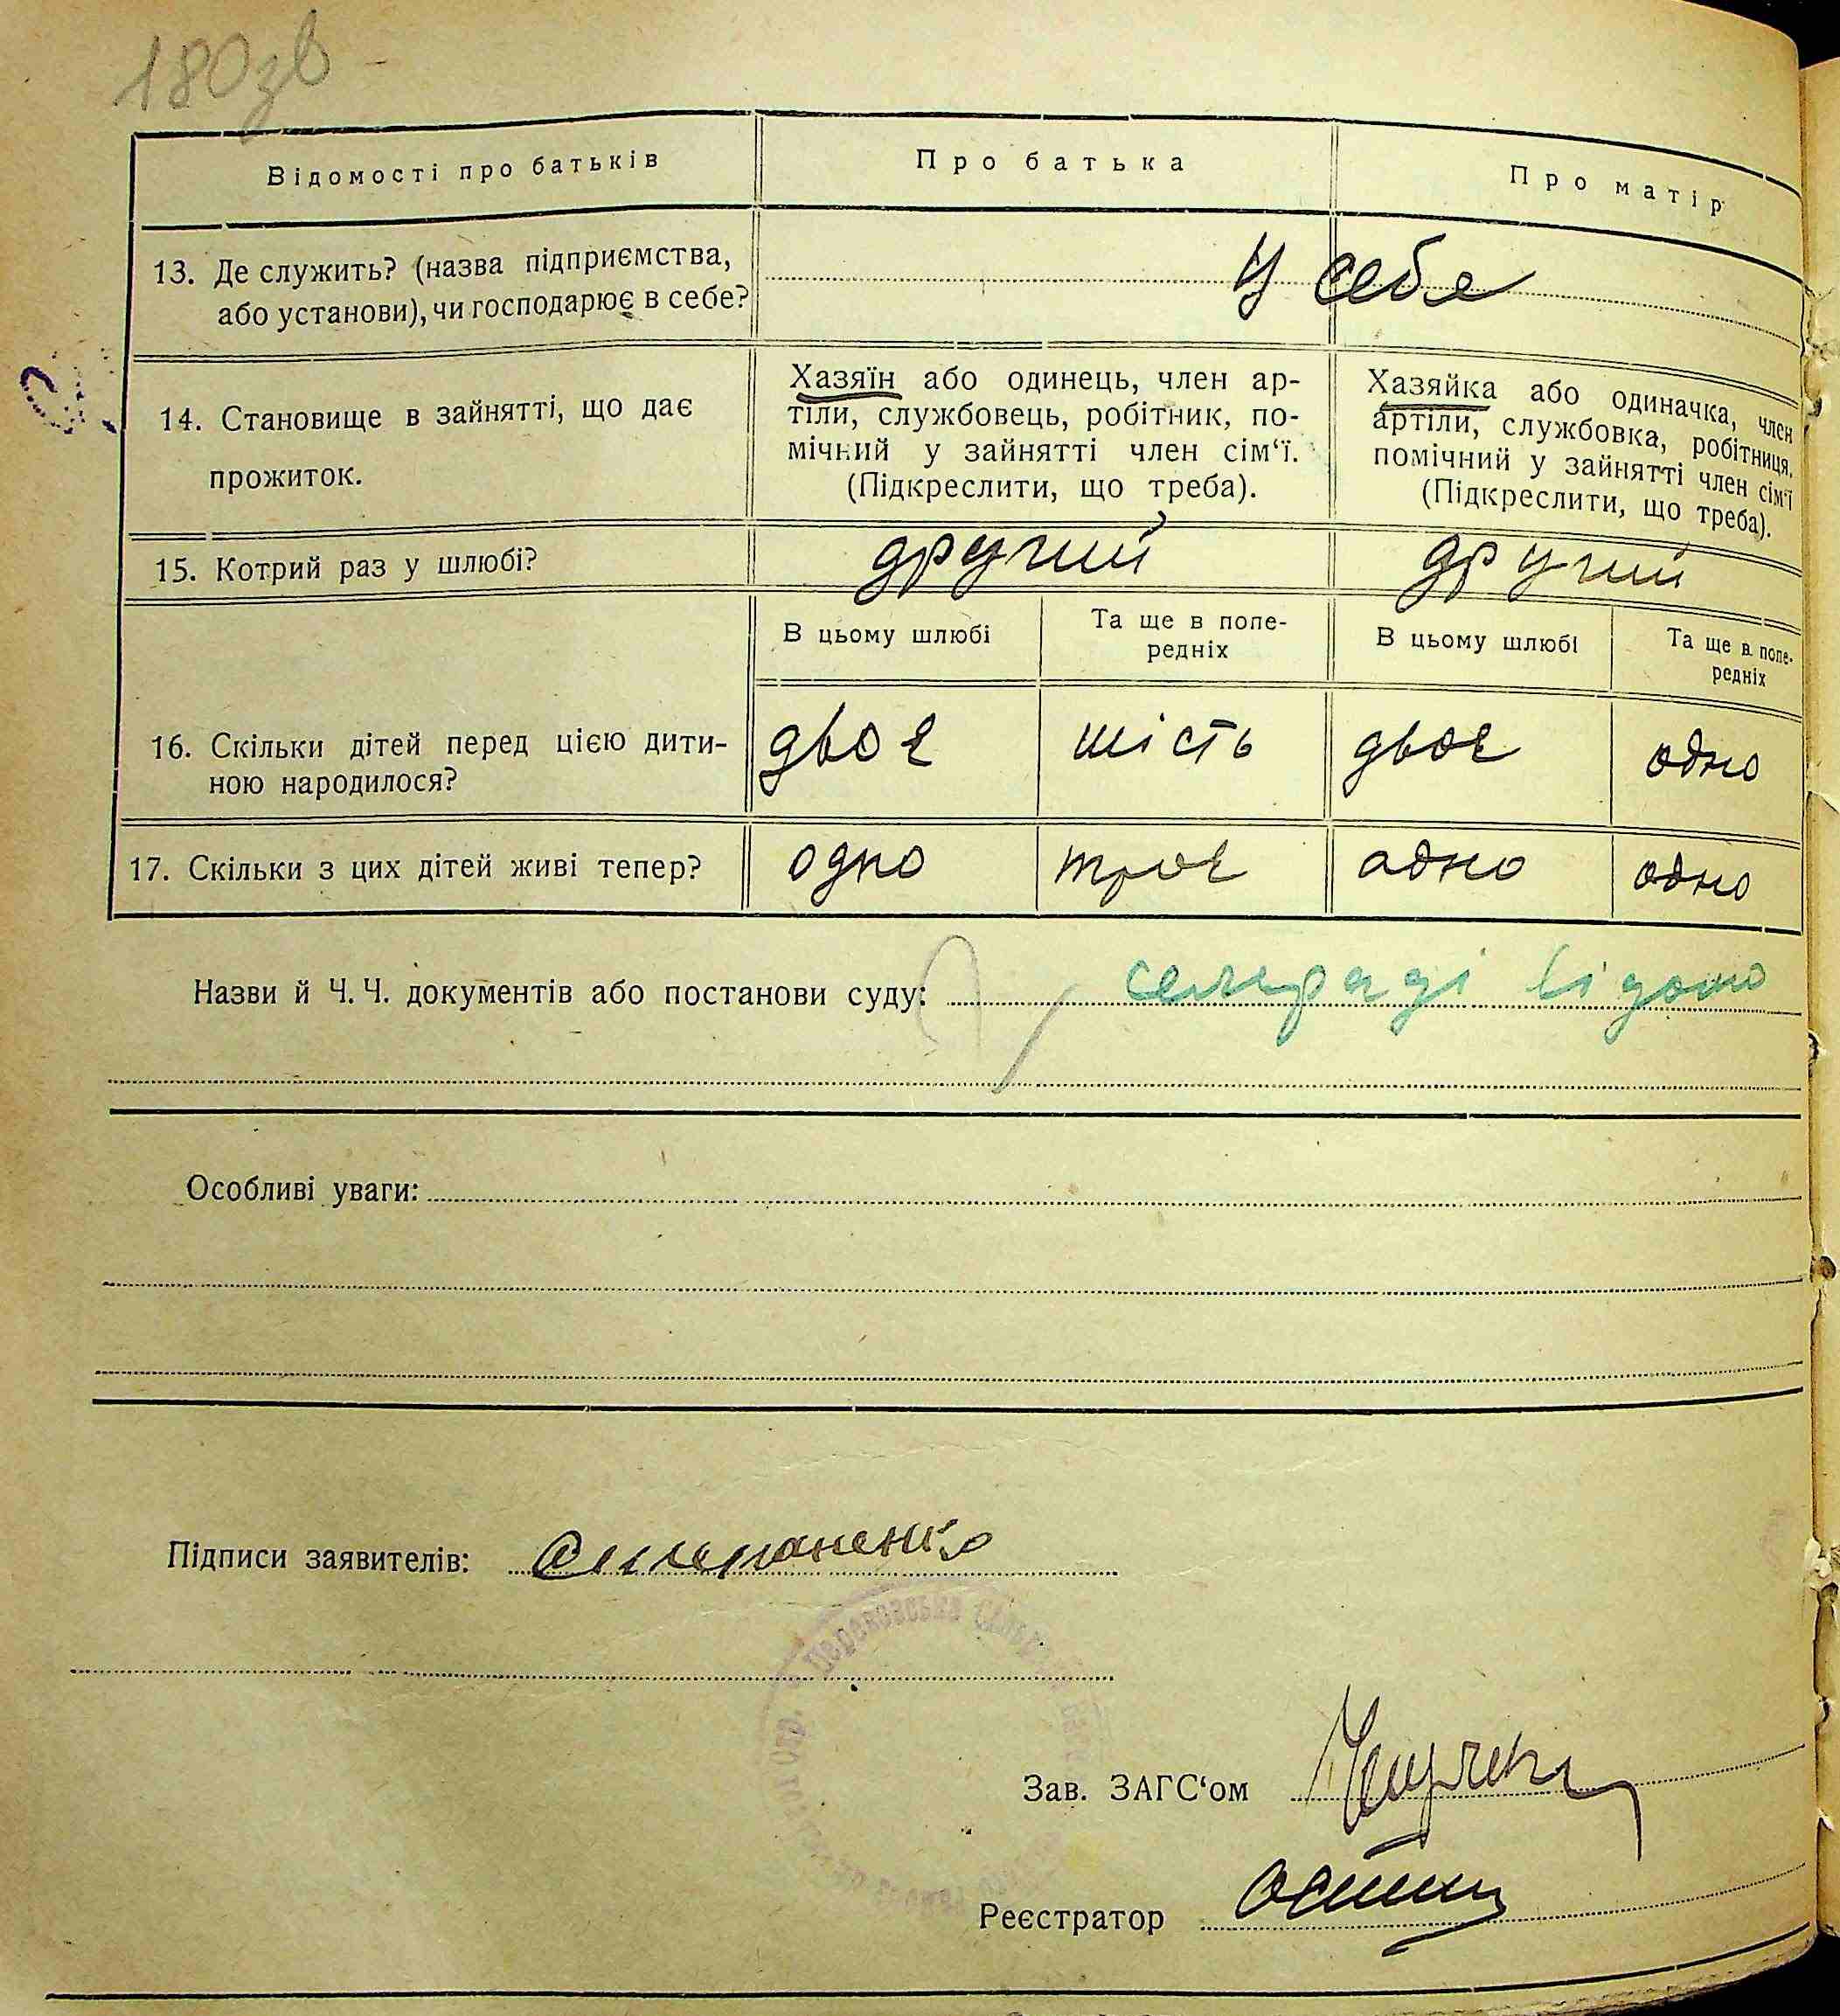 180зв
Відомості про батьків
Про батька
Про матір
13. Де служить? (назва підприємства,
або установи), чи господарює в себе?
У себе
14. Становище в зайнятті, що дає
прожиток.
Хазяїн або одинець, член ар-
тіли, службовець, робітник, по-
мічний у зайнятті член сім‘ї.
(Підкреслити, що треба).
Хазяйка або одиначка, член
артіли, службовка, робітниця,
помічний у зайнятті член сім‘ї
(Підкреслити, що треба).
15. Котрий раз у шлюбі?
другий
другий
В цьому шлюбі
Та ще в попе-
редніх
В цьому шлюбі
Та ще в попе-
редніх
16. Скільки дітей перед цією дити-
ною народилося?
двоє
шість
двоє
одно
17. Скільки з цих дітей живі тепер?
одно
троє
одно
одно
Назви й Ч. Ч. документів або постанови суду: сельраді відомо
Особливі уваги:
Підписи заявителів:
Зав. ЗАГС‘ом
Реєстратор